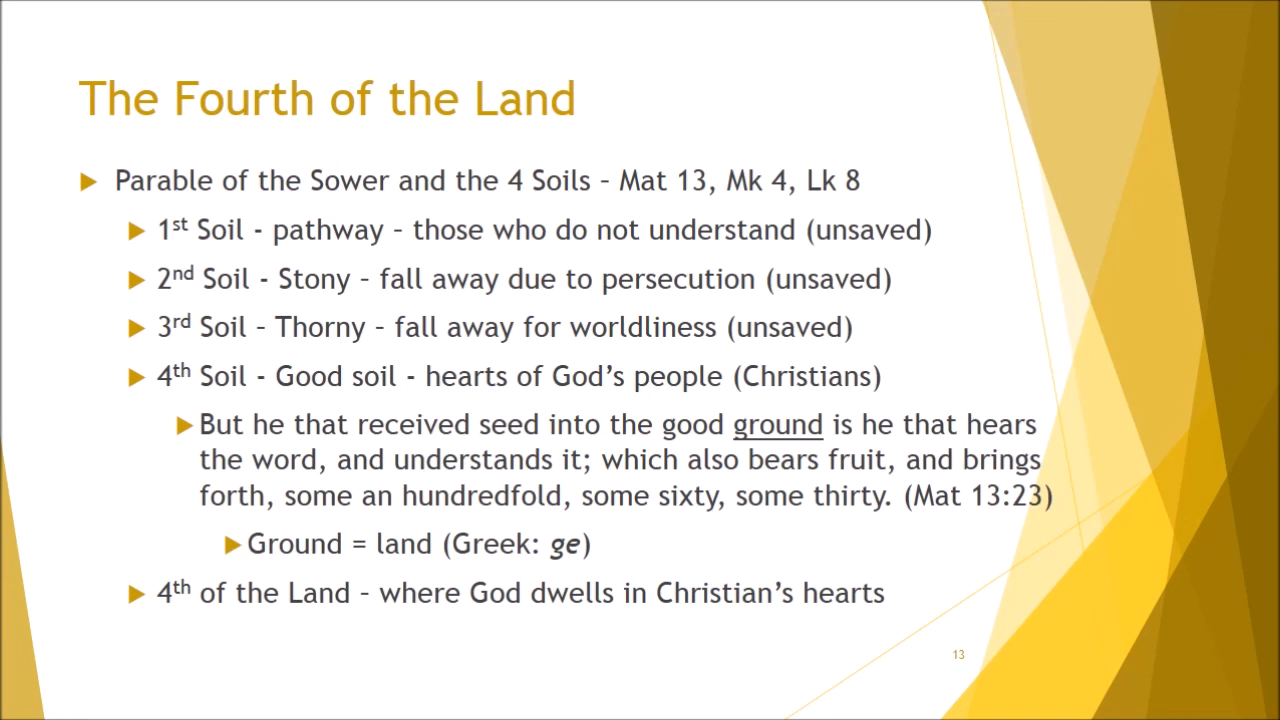 The Fourth of the Land
Parable of the Sower and the 4 Soils – Mat 13, Mk 4, Lk 8
1st Soil - pathway – those who do not understand (unsaved)
2nd Soil - Stony – fall away due to persecution (unsaved)
3rd Soil – Thorny – fall away for worldliness (unsaved)
4th Soil - Good soil - hearts of God's people (Christians)
But he that received seed into the good ground is he that hears
the word, and understands it; which also bears fruit, and brings
forth, some an hundredfold, some sixty, some thirty. (Mat 13:23)
Ground = land (Greek: ge)
4th of the Land – where God dwells in Christian's hearts
13